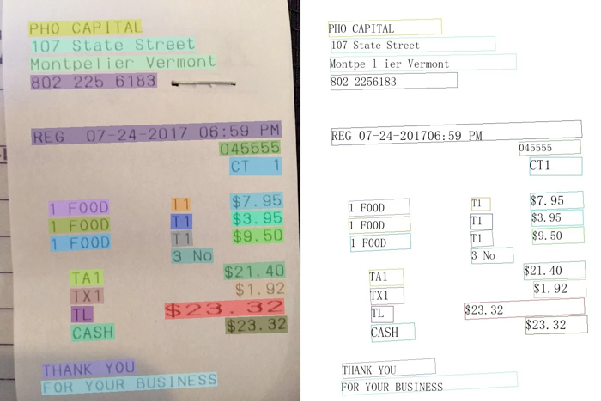 PHO CAPITAL
107 State Street
Montpelier Vermont
802 225 6183
REG 07-24-2017 06:59 PM
045555
CT 1
1 FOOD T1 $7.95
1 FOOD T1 $3.95
1 FOOD T1 $9.50
3 No
TA1 $21.40
TX1 $1.92
TL $23.32
CASH $23.32
THANK YOU
FOR YOUR BUSINESS
PHO CAPITAL
107 State Street
Montpe l ier Vermont
802 2256183
REG 07-24-201706:59 PM
045555
CT1
1 FOOD T1 $7.95
1 FOOD T1 $3.95
1 FOOD T1 $9.50
3 No
TA1 $21.40
TX1 $1.92
TL $23.32
CASH $23.32
THANK YOU
FOR YOUR BUSINESS